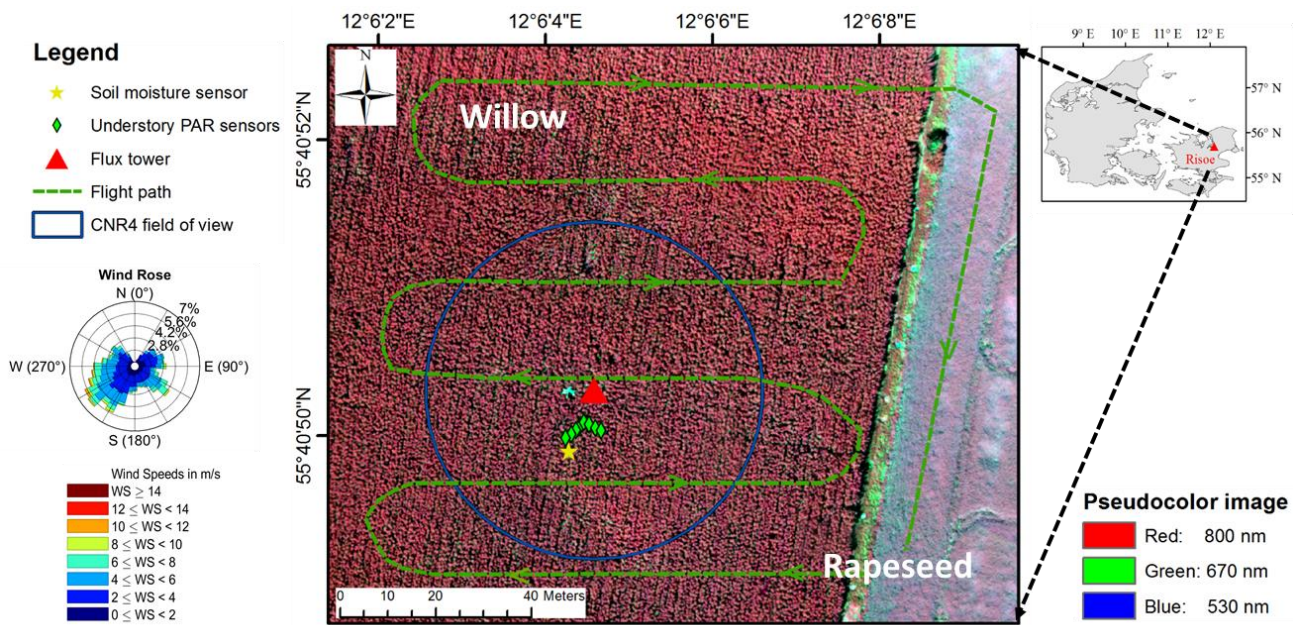 Legend
Soil moisture sensor
Understory PAR sensors
Flux tower
Flight path
CNR4 field of view
Wind Rose
N (0°)
7%
5.6%
4.2%
2.8%
W (270°)
E (90°)
S (180°)
Wind Speeds in m/s
WS ≥ 14
12 ≤ WS < 14
10 ≤ WS < 12
8 ≤ WS < 10
6 ≤ WS < 8
4 ≤ WS < 6
2 ≤ WS < 4
0 ≤ WS < 2
12°6'2"E 12°6'4"E 12°6'6"E 12°6'8"E
55°40'52"N
55°40'50"N
N
Willow
Rapeseed
0 10 20 40 Meters
9° E 10° E 11° E 12° E
57° N
56° N
55° N
Risoe
Pseudocolor image
Red: 800 nm
Green: 670 nm
Blue: 530 nm